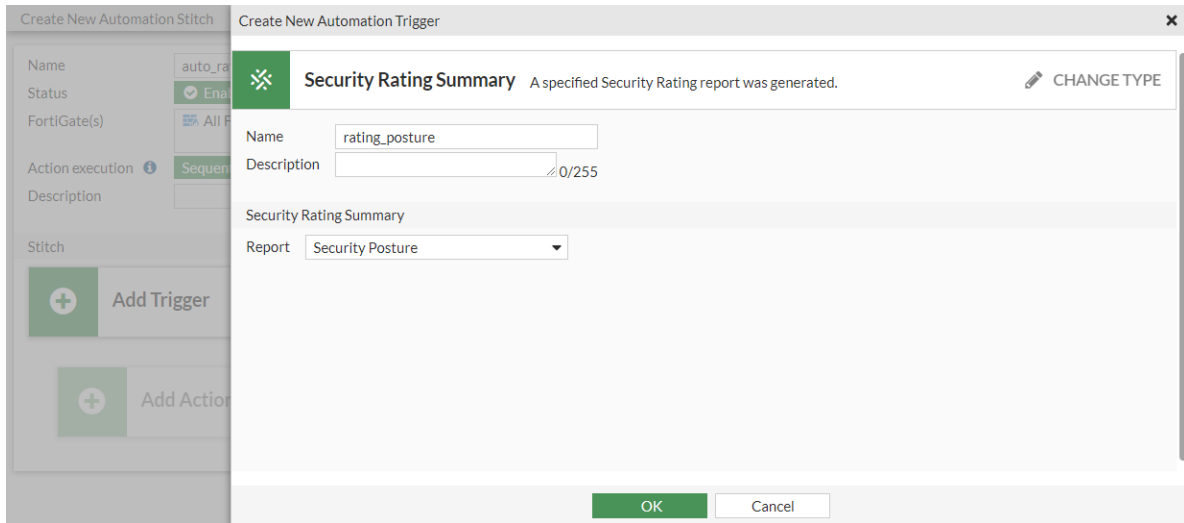 Create New Automation Stitch
Create New Automation Trigger
Name auto_ra
Status Enal
FortiGate(s) All F
Action execution Sequen
Description
Stitch
Add Trigger
Add Action
Security Rating Summary A specified Security Rating report was generated. CHANGE TYPE
Name rating_posture
Description 0/255
Security Rating Summary
Report Security Posture
OK Cancel